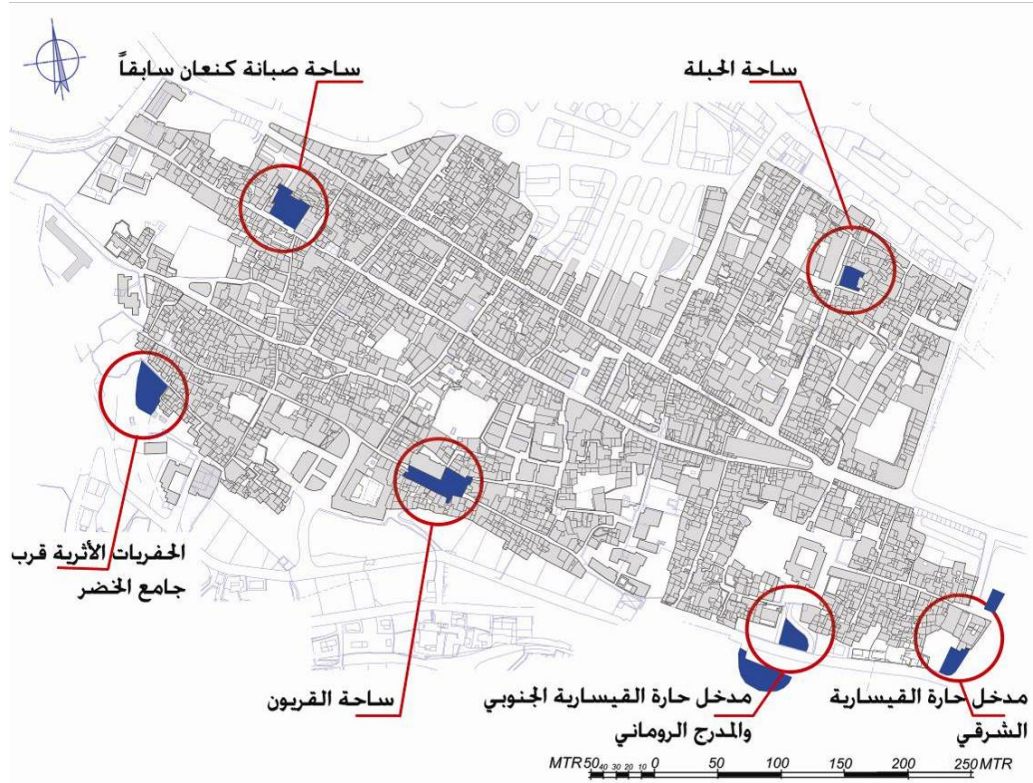 ساحة صبانة كنعان سابقاً
ساحة الحبلة
الحفريات الأثرية قرب
جامع الخضر
ساحة القريون
مدخل حارة القيسارية الجنوبي
والمدرج الروماني
مدخل حارة القيسارية
الشرقي
MTR 50 40 30 20 10 0 50 100 150 200 250 MTR